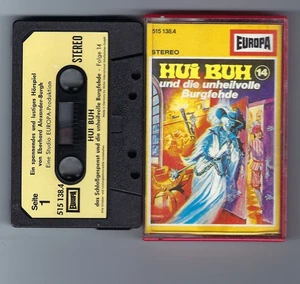 STEREO
Ein spannendes und lustiges Hörspiel
von Eberhard Alexander-Burgh
Eine Studio EUROPA-Produktion
Folge 14
HUI BUH
das Schloßgespenst und die unheilvolle Burgfehde
Seite
1
515 138.4
EUROPA
515 138.4
EUROPA
STEREO
HUI BUH 14
und die unheilvolle
Burgfehde